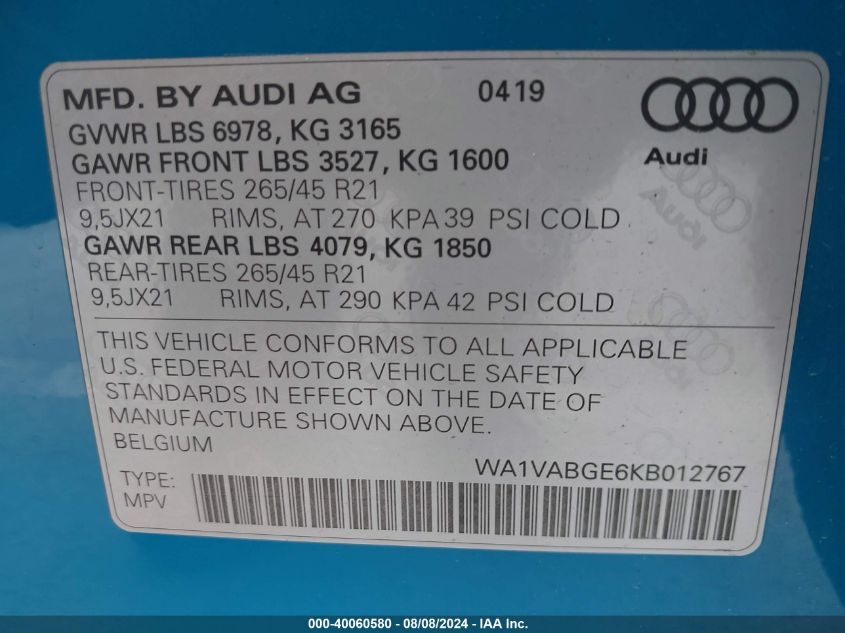 MFD. BY AUDI AG 0419
GVWR LBS 6978, KG 3165
GAWR FRONT LBS 3527, KG 1600
Audi
FRONT-TIRES 265/45 R21
9,5JX21 RIMS, AT 270 KPA 39 PSI COLD
GAWR REAR LBS 4079, KG 1850
REAR-TIRES 265/45 R21
9,5JX21 RIMS, AT 290 KPA 42 PSI COLD
THIS VEHICLE CONFORMS TO ALL APPLICABLE
U.S. FEDERAL MOTOR VEHICLE SAFETY
STANDARDS IN EFFECT ON THE DATE OF
MANUFACTURE SHOWN ABOVE.
BELGIUM
WA1VABGE6KB012767
TYPE:
MPV
000-40060580 - 08/08/2024 - IAA Inc.